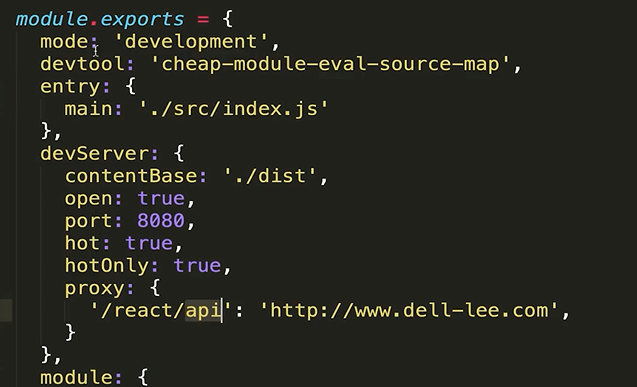 module.exports = {
  mode: 'development',
  devtool: 'cheap-module-eval-source-map',
  entry: {
    main: './src/index.js'
  },
  devServer: {
    contentBase: './dist',
    open: true,
    port: 8080,
    hot: true,
    hotOnly: true,
    proxy: {
      '/react/api': 'http://www.dell-lee.com',
    }
  },
  module: {